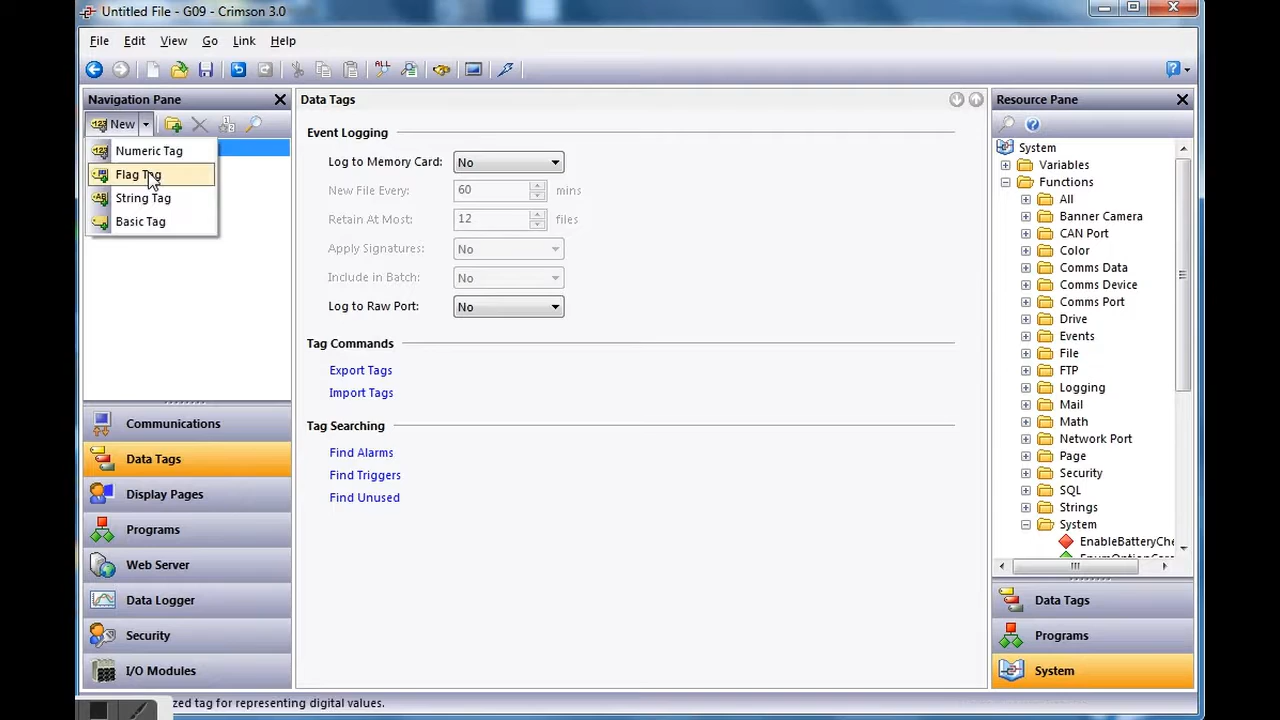 Untitled File - G09 - Crimson 3.0
File Edit View Go Link Help
Navigation Pane
New
Numeric Tag
Flag Tag
String Tag
Basic Tag
Communications
Data Tags
Display Pages
Programs
Web Server
Data Logger
Security
I/O Modules
Data Tags
Event Logging
Log to Memory Card: No
New File Every: 60 mins
Retain At Most: 12 files
Apply Signatures: No
Include in Batch: No
Log to Raw Port: No
Tag Commands
Export Tags
Import Tags
Tag Searching
Find Alarms
Find Triggers
Find Unused
Resource Pane
System
Variables
Functions
All
Banner Camera
CAN Port
Color
Comms Data
Comms Device
Comms Port
Drive
Events
File
FTP
Logging
Mail
Math
Network Port
Page
Security
SQL
Strings
System
EnableBatteryChe
Data Tags
Programs
System
zed tag for representing digital values.